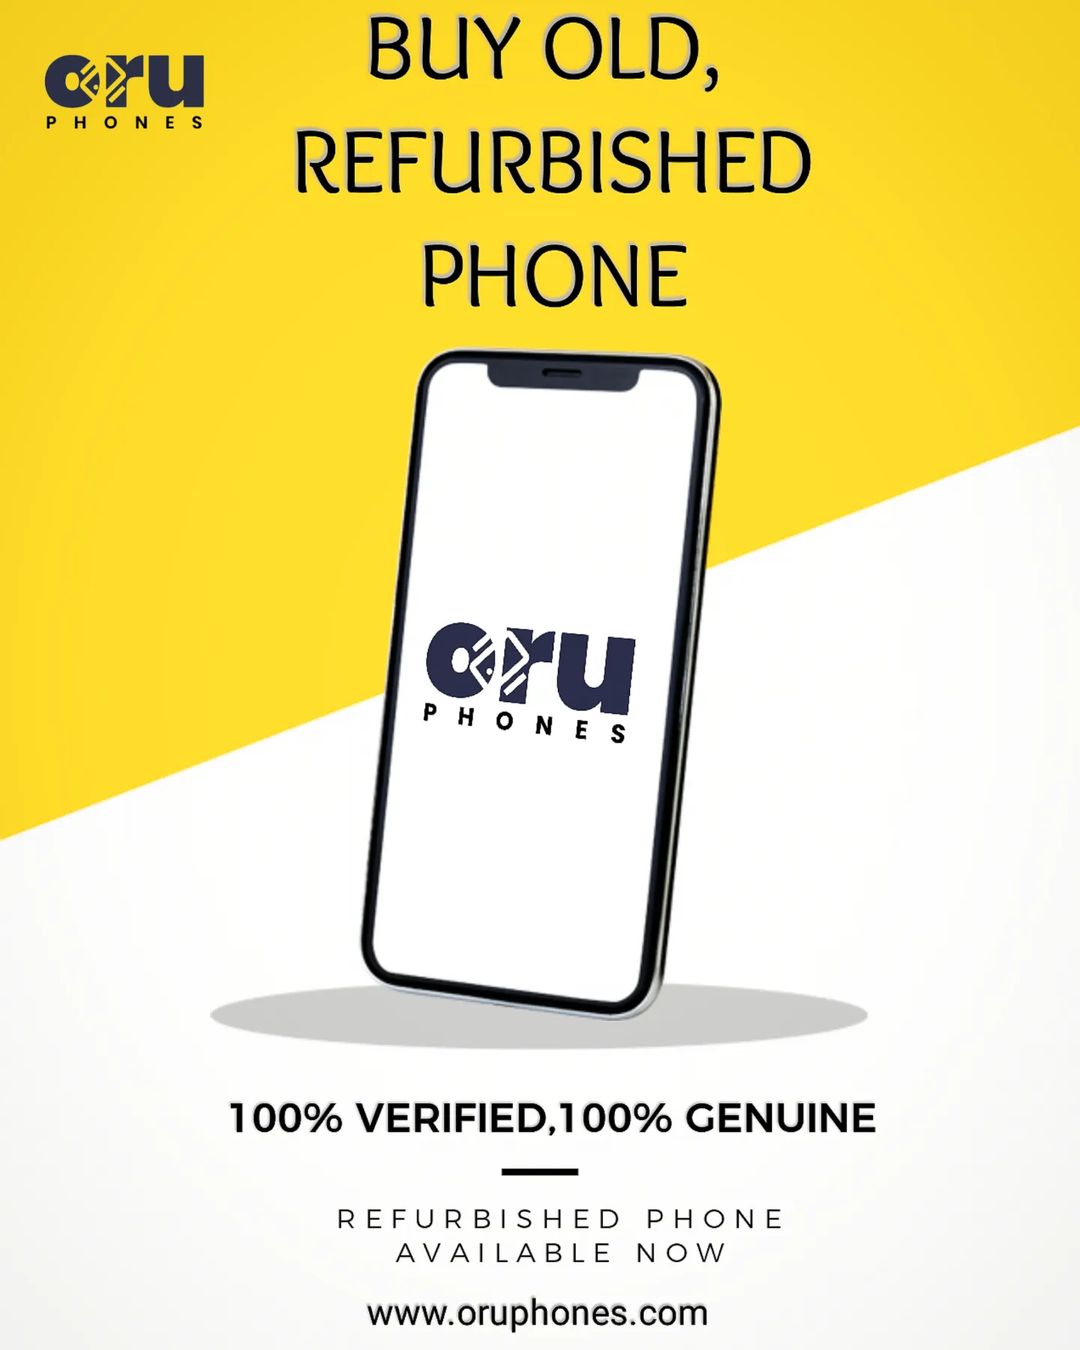 oru
PHONES
BUY OLD,
REFURBISHED
PHONE
oru
PHONES
100% VERIFIED,100% GENUINE
REFURBISHED PHONE
AVAILABLE NOW
www.oruphones.com